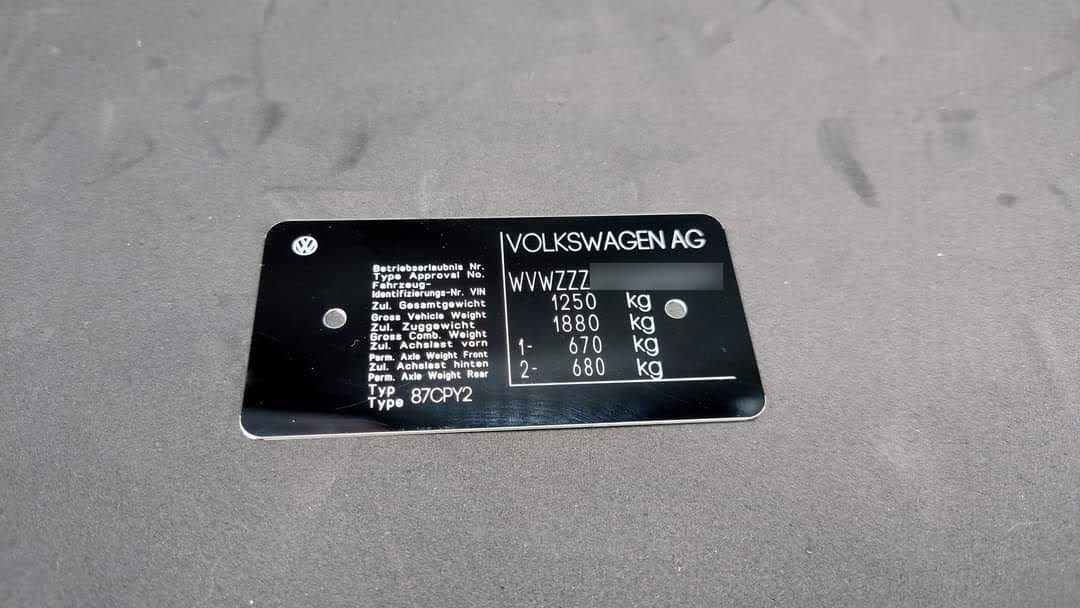 VOLKSWAGEN AG
Betriebserlaubnis Nr.
Type Approval No.
Fahrzeug-
Identifizierungs-Nr. VIN
WVWZZZ
Zul. Gesamtgewicht
Gross Vehicle Weight
1250 kg
Zul. Zuggewicht
Gross Comb. Weight
1880 kg
Zul. Achslast vorn
Perm. Axle Weight Front
1- 670 kg
Zul. Achslast hinten
Perm. Axle Weight Rear
2- 680 kg
Typ
Type 87CPY2